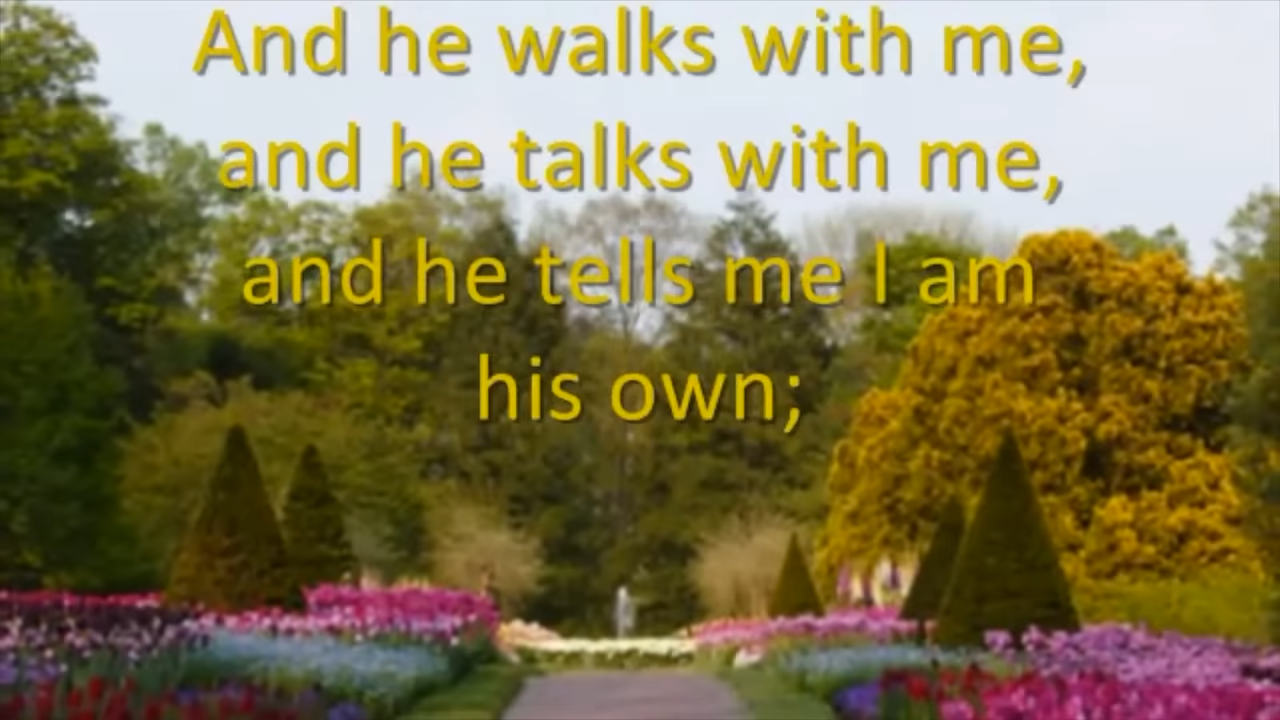 And he walks with me,
and he talks with me,
and he tells me I am
his own;